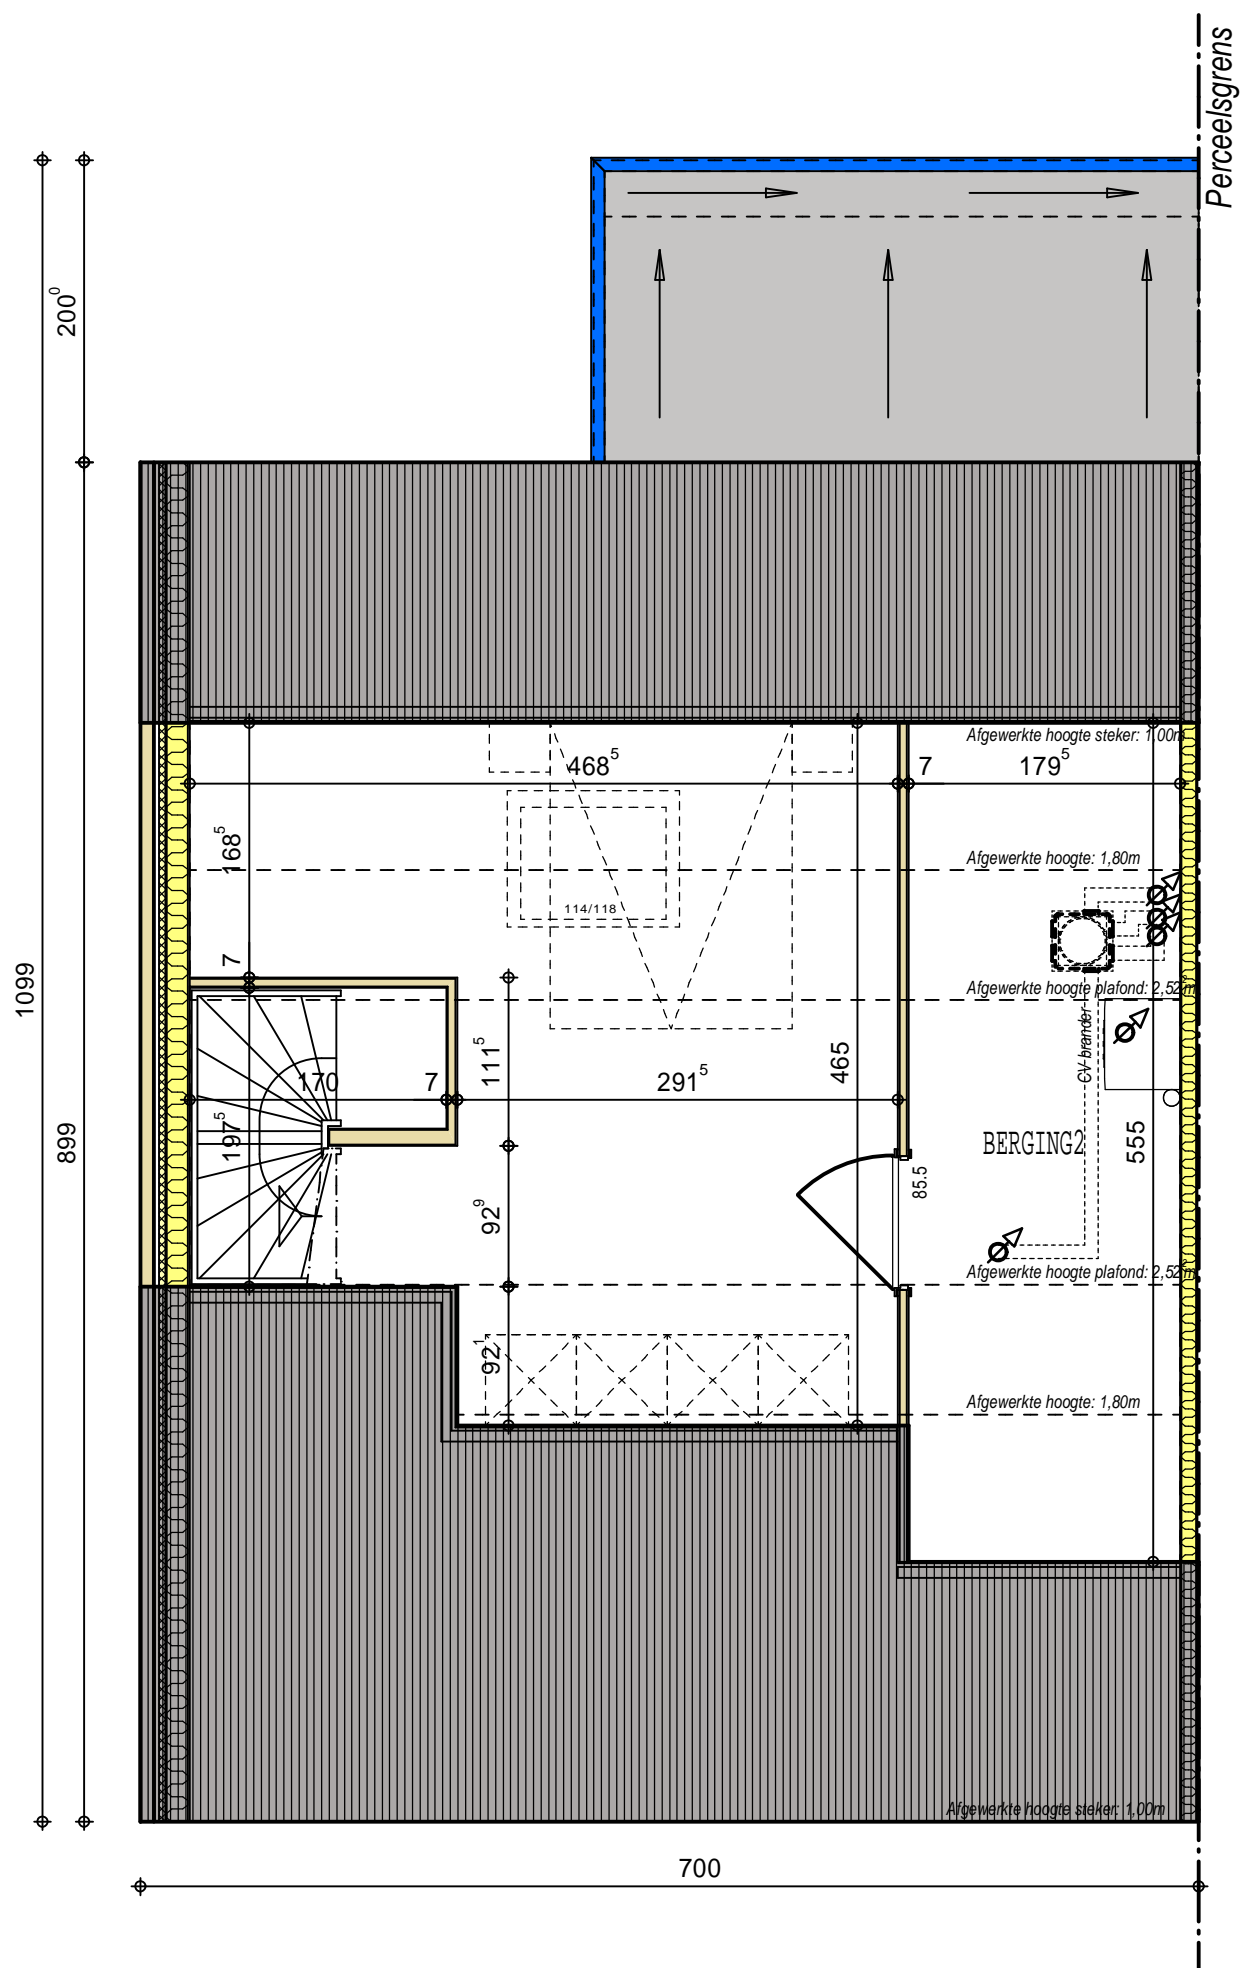 Perceelsgrens
200⁰
1099
899
Afgewerkte hoogte steker: 1,00m
468⁵
7
179⁵
168⁵
Afgewerkte hoogte: 1,80m
114/118
7
Afgewerkte hoogte plafond: 2,52m
CV-brander
170
7
111⁵
291⁵
465
197⁵
BERGING2
555
85.5
92⁹
Afgewerkte hoogte plafond: 2,52m
92¹
Afgewerkte hoogte: 1,80m
Afgewerkte hoogte steker: 1,00m
700